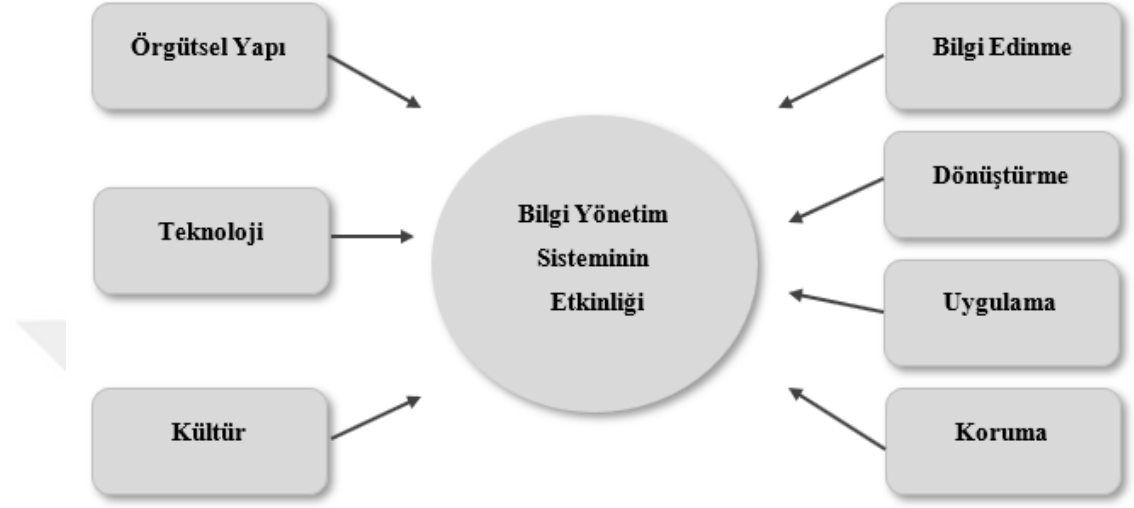 Örgütsel Yapı
Teknoloji
Kültür
Bilgi Yönetim
Sisteminin
Etkinliği
Bilgi Edinme
Dönüştürme
Uygulama
Koruma